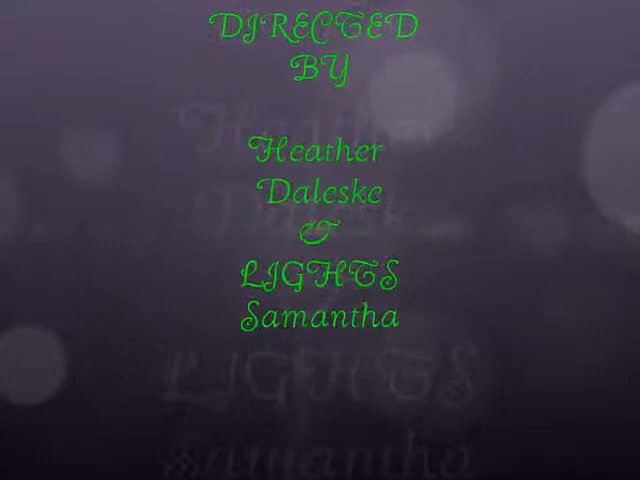 DIRECTED
BY
Heather
Daleske
&
LIGHTS
Samantha